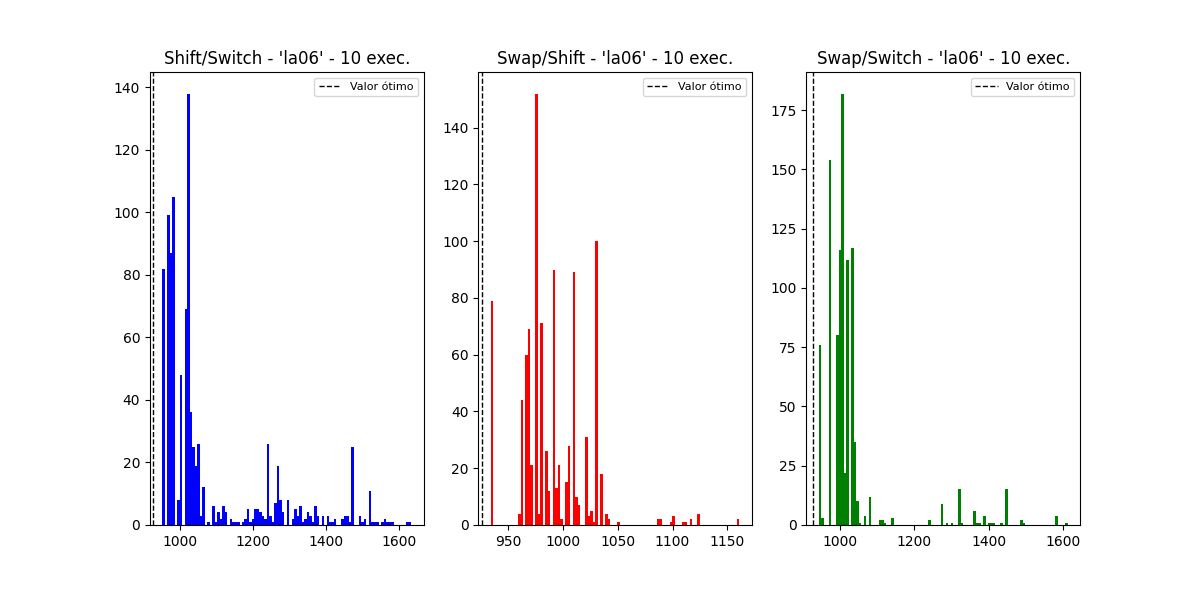 Shift/Switch - 'la06' - 10 exec.
Valor ótimo
140
120
100
80
60
40
20
0
1000 1200 1400 1600
Swap/Shift - 'la06' - 10 exec.
Valor ótimo
140
120
100
80
60
40
20
0
950 1000 1050 1100 1150
Swap/Switch - 'la06' - 10 exec.
Valor ótimo
175
150
125
100
75
50
25
0
1000 1200 1400 1600